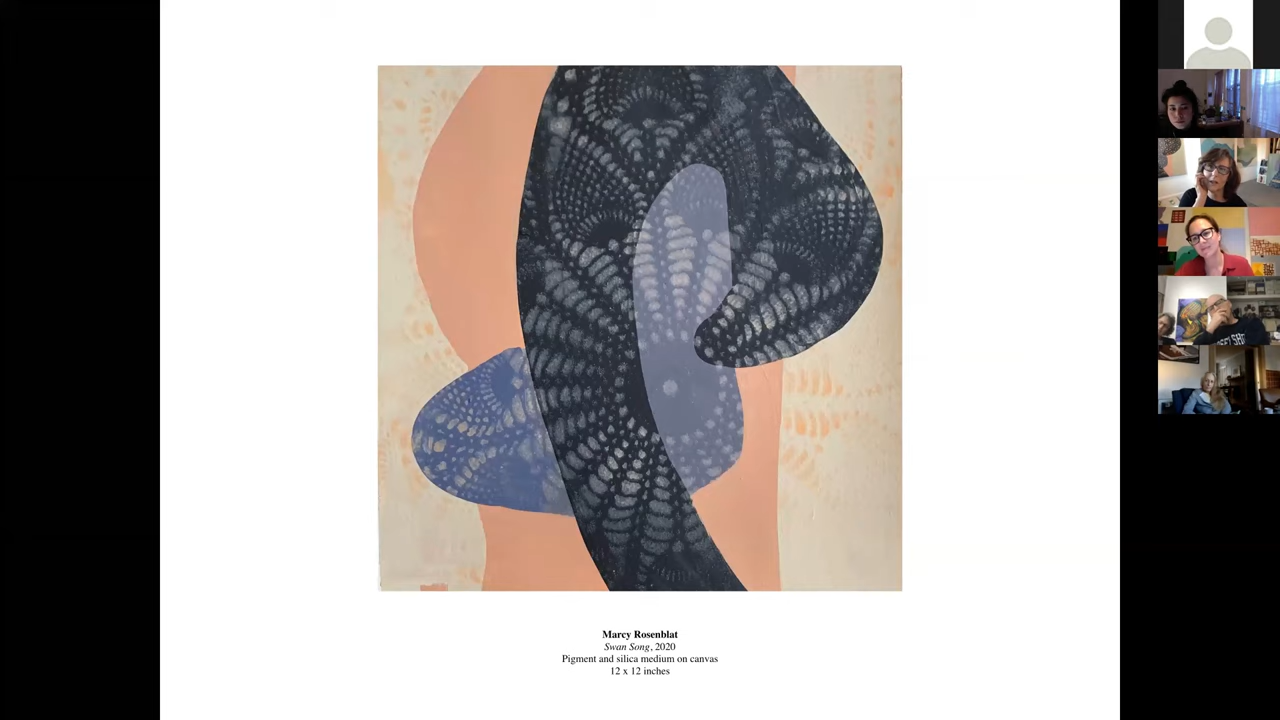 Marcy Rosenblat
Swan Song, 2020
Pigment and silica medium on canvas
12 x 12 inches